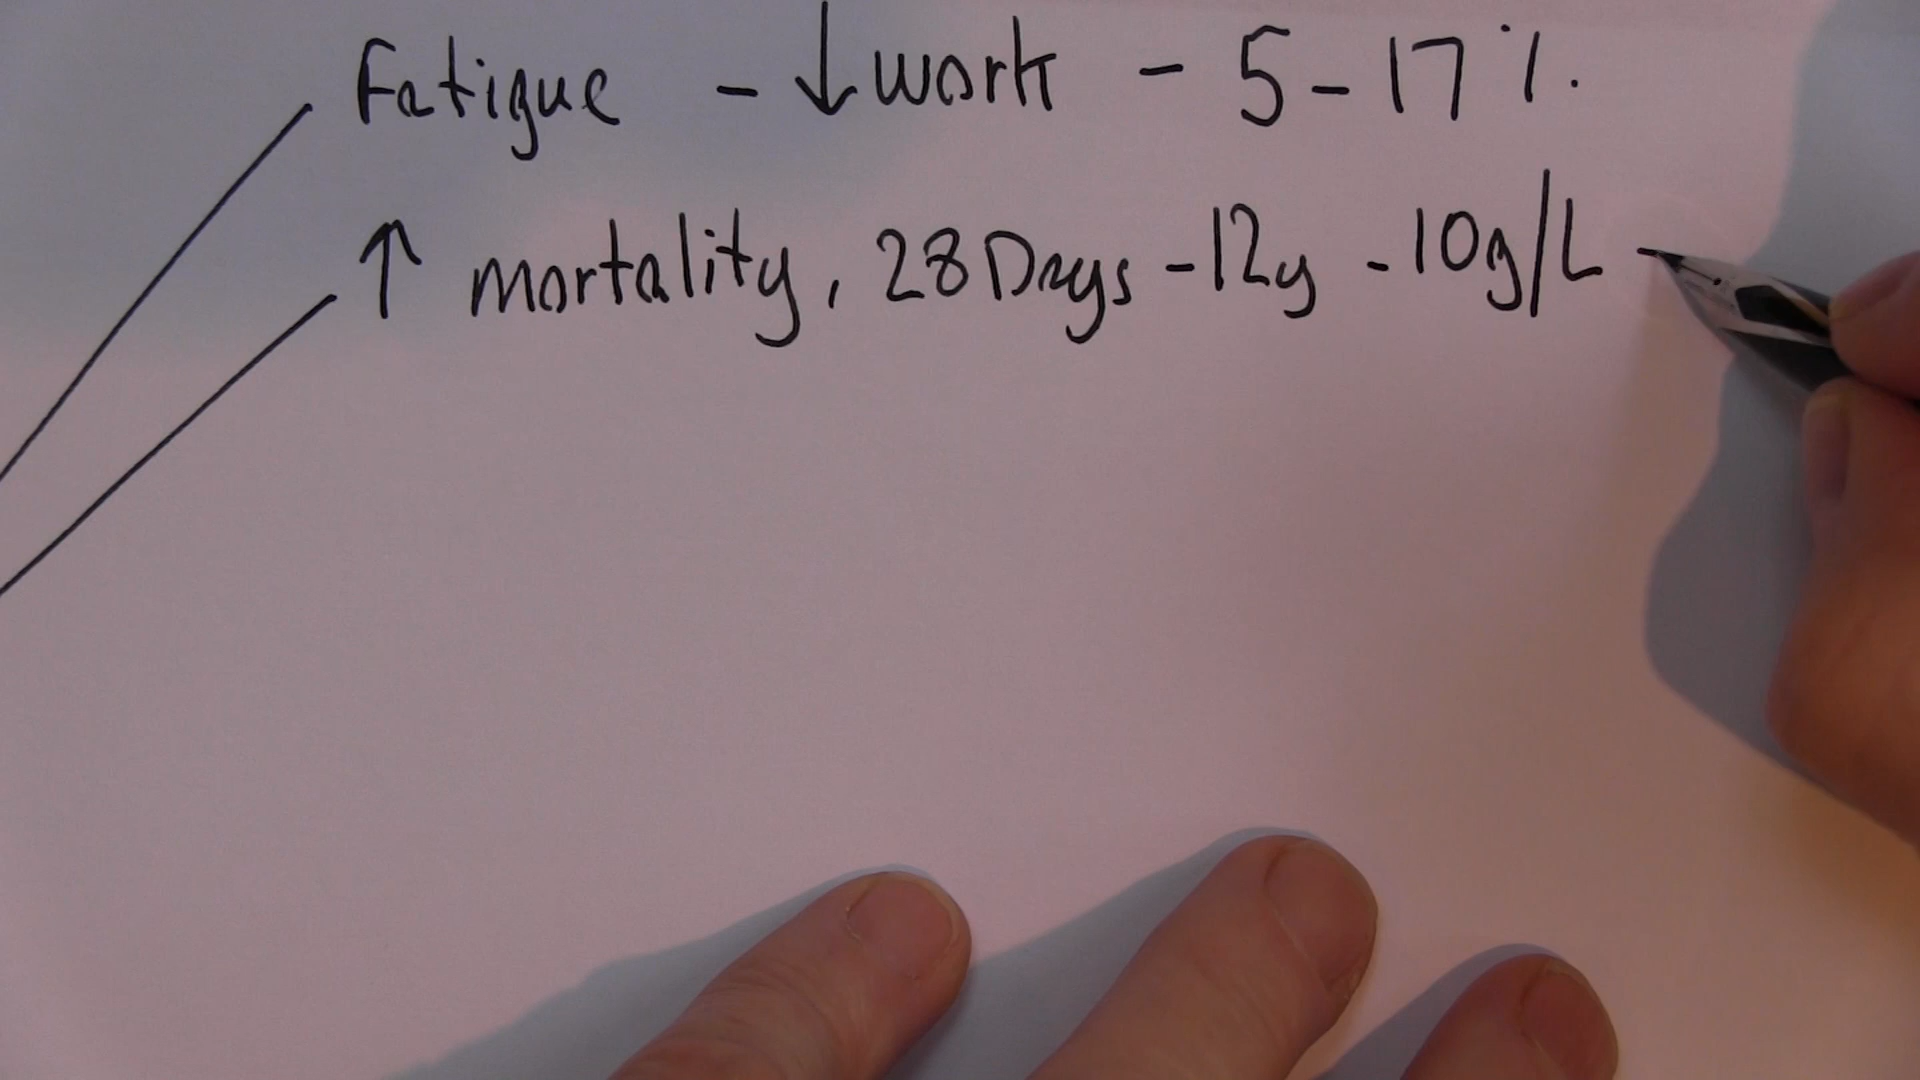 Fatigue - ↓ work - 5-17%.
↑ mortality, 28 Days - 12y - 10g/L -